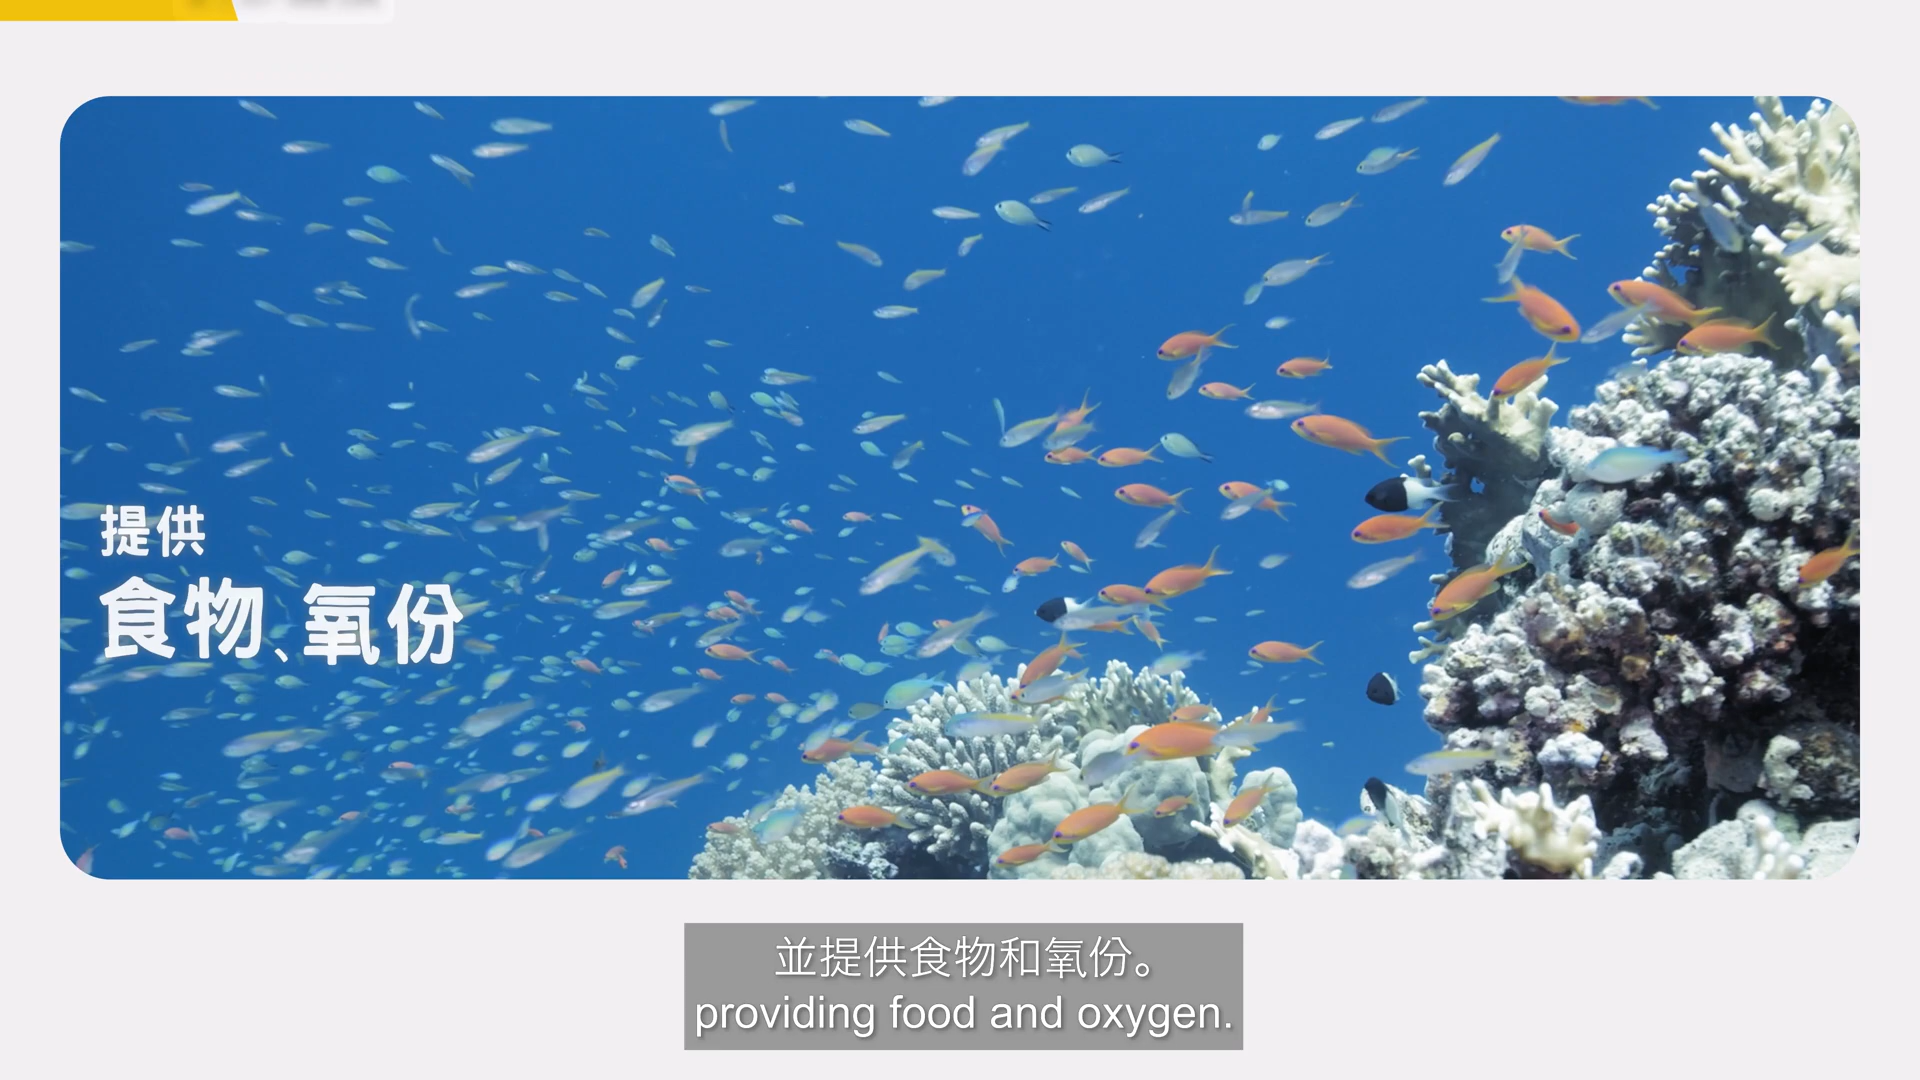 提供
食物、氧份
並提供食物和氧份。
providing food and oxygen.